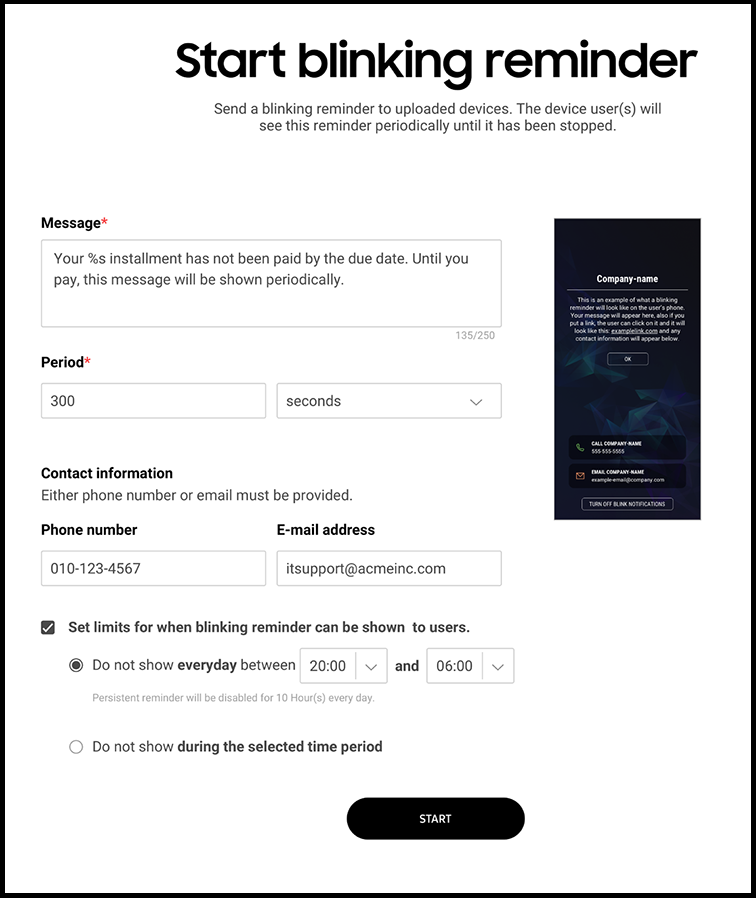 Start blinking reminder
Send a blinking reminder to uploaded devices. The device user(s) will
see this reminder periodically until it has been stopped.
Message*
Your %s installment has not been paid by the due date. Until you
pay, this message will be shown periodically.
135/250
Period*
300
seconds
Contact information
Either phone number or email must be provided.
Phone number
E-mail address
010-123-4567
itsupport@acmeinc.com
Set limits for when blinking reminder can be shown  to users.
Do not show everyday between 20:00 and 06:00
Persistent reminder will be disabled for 10 Hour(s) every day.
Do not show during the selected time period
START
Company-name
This is an example of what a blinking
reminder will look like on the user's phone.
Your message will appear here, also if you
put a link, the user can click on it and it will
look like this: examplelink.com and any
contact information will appear below.
OK
CALL COMPANY-NAME
555-555-5555
EMAIL COMPANY-NAME
example-email@company.com
TURN OFF BLINK NOTIFICATIONS